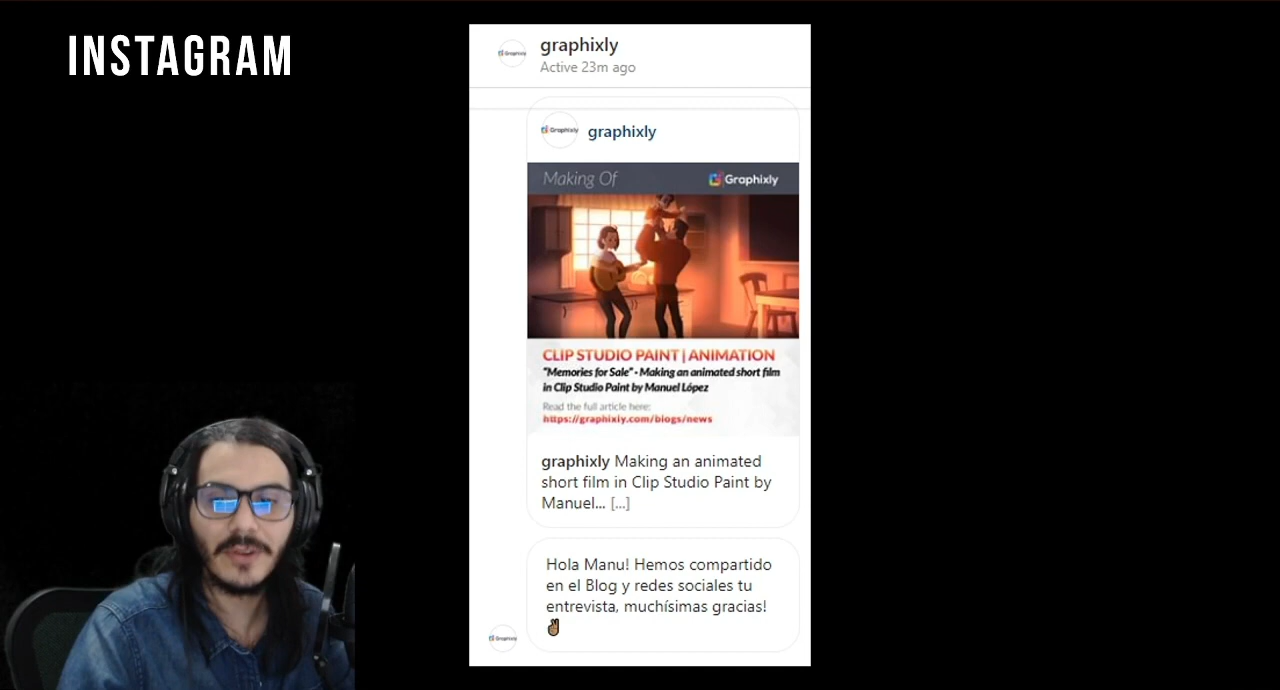 INSTAGRAM
graphixly
Active 23m ago
Graphixly
graphixly
Making Of
Graphixly
CLIP STUDIO PAINT | ANIMATION
"Memories for Sale" - Making an animated short film
in Clip Studio Paint by Manuel López
Read the full article here:
https://graphixly.com/blogs/news
graphixly Making an animated
short film in Clip Studio Paint by
Manuel... [...]
Hola Manu! Hemos compartido
en el Blog y redes sociales tu
entrevista, muchísimas gracias!
✌🏽
Graphixly